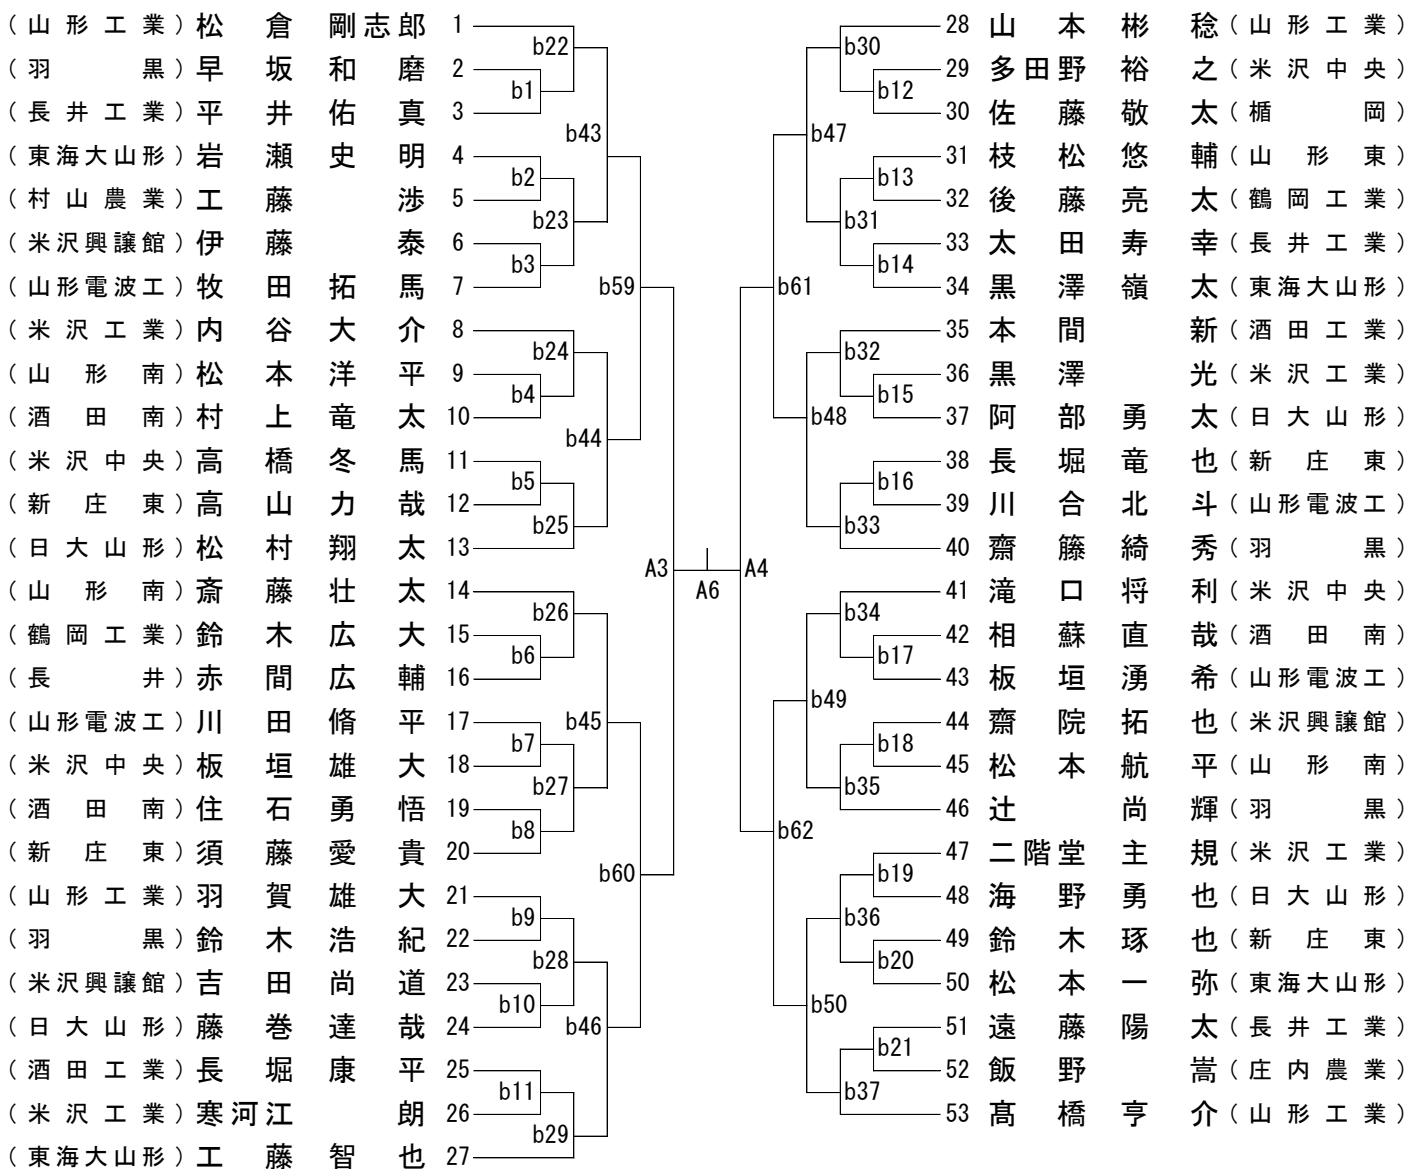 (山形工業) 松倉剛志郎 1
(羽黒) 早坂和磨 2
(長井工業) 平井佑真 3
(東海大山形) 岩瀬史明 4
(村山農業) 工藤渉 5
(米沢興譲館) 伊藤泰 6
(山形電波工) 牧田拓馬 7
(米沢工業) 内谷大介 8
(山形南) 松本洋平 9
(酒田南) 村上竜太 10
(米沢中央) 高橋冬馬 11
(新庄東) 高山力哉 12
(日大山形) 松村翔太 13
(山形南) 斎藤壮太 14
(鶴岡工業) 鈴木広大 15
(長井) 赤間広輔 16
(山形電波工) 川田脩平 17
(米沢中央) 板垣雄大 18
(酒田南) 住石勇悟 19
(新庄東) 須藤愛貴 20
(山形工業) 羽賀雄大 21
(羽黒) 鈴木浩紀 22
(米沢興譲館) 吉田尚道 23
(日大山形) 藤巻達哉 24
(酒田工業) 長堀康平 25
(米沢工業) 寒河江朗 26
(東海大山形) 工藤智也 27
b22
b1
b43
b2
b23
b3
b59
b24
b4
b44
b5
b25
b26
b6
b45
b7
b27
b8
b60
b9
b28
b10
b46
b11
b29
A3
A6
A4
b30
b12
b47
b13
b31
b14
b61
b32
b15
b48
b16
b33
b34
b17
b49
b18
b35
b62
b19
b36
b20
b50
b21
b37
28 山本彬稔 (山形工業)
29 多田野裕之 (米沢中央)
30 佐藤敬太 (楯岡)
31 枝松悠輔 (山形東)
32 後藤亮太 (鶴岡工業)
33 太田寿幸 (長井工業)
34 黒澤嶺太 (東海大山形)
35 本間新 (酒田工業)
36 黒澤光 (米沢工業)
37 阿部勇太 (日大山形)
38 長堀竜也 (新庄東)
39 川合北斗 (山形電波工)
40 齋籐綺秀 (羽黒)
41 滝口将利 (米沢中央)
42 相蘇直哉 (酒田南)
43 板垣湧希 (山形電波工)
44 齋院拓也 (米沢興譲館)
45 松本航平 (山形南)
46 辻尚輝 (羽黒)
47 二階堂主規 (米沢工業)
48 海野勇也 (日大山形)
49 鈴木琢也 (新庄東)
50 松本一弥 (東海大山形)
51 遠藤陽太 (長井工業)
52 飯野嵩 (庄内農業)
53 髙橋亨介 (山形工業)